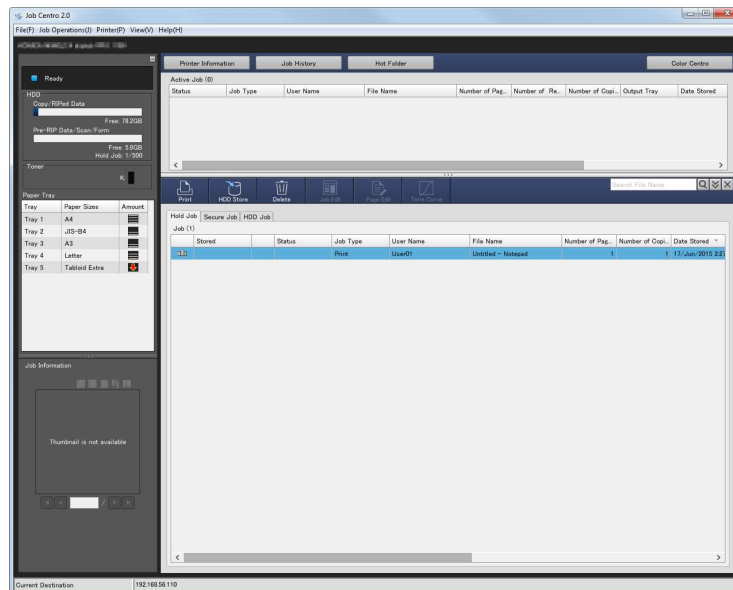 Job Centro 2.0
File(F) Job Operations(J) Printer(P) View(V) Help(H)
Ready
HDD
Copy/RIPed Data
Free: 78.2GB
Pre-RIP Data/Scan/Form
Free: 5.8GB
Hold Job: 1/500
Toner
K:
Paper Tray
Tray Paper Sizes Amount
Tray 1 A4
Tray 2 JIS-B4
Tray 3 A3
Tray 4 Letter
Tray 5 Tabloid Extra
Job Information
Thumbnail is not available
/
Printer Information Job History Hot Folder Color Centro
Active Job (0)
Status Job Type User Name File Name Number of Pag... Number of Re... Number of Copi... Output Tray Date Stored
Print HDD Store Delete Job Edit Page Edit Tone Curve Search File Name
Hold Job Secure Job HDD Job
Job (1)
Stored Status Job Type User Name File Name Number of Pag... Number of Copi... Date Stored
Print User01 Untitled - Notepad 1 1 17/Jun/2015 2:27
Current Destination 192.168.56.110